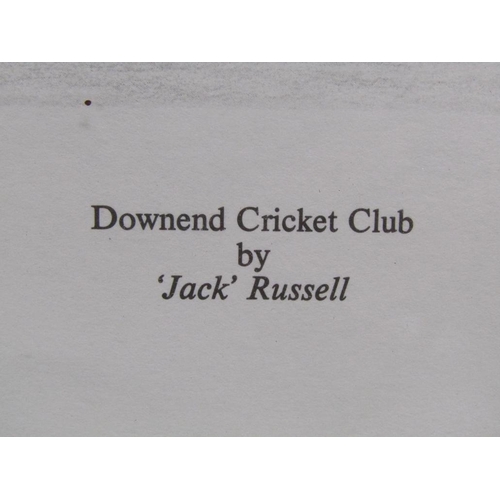 Downend Cricket Club
by
‘Jack’ Russell